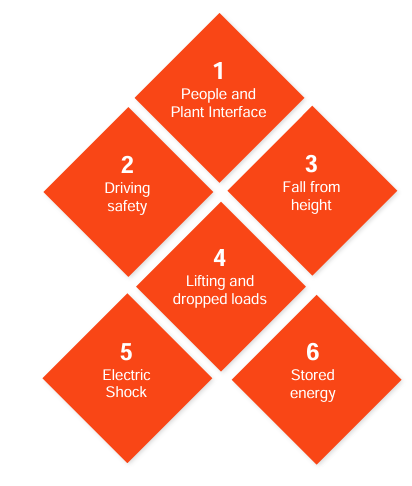 1
People and
Plant Interface
2
Driving
safety
3
Fall from
height
4
Lifting and
dropped loads
5
Electric
Shock
6
Stored
energy